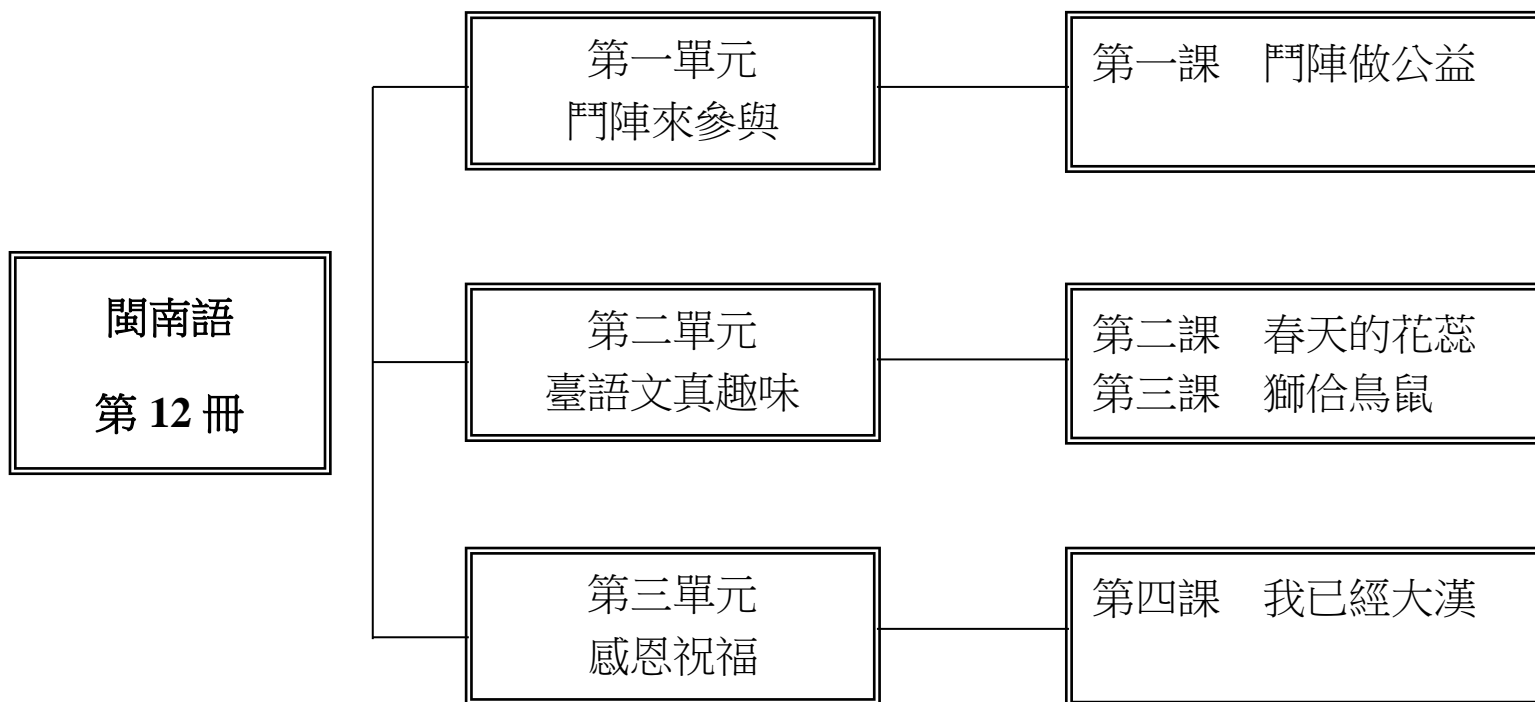 閩南語
第 12 冊
第一單元
鬥陣來參與
第一課　鬥陣做公益
第二單元
臺語文真趣味
第二課　春天的花蕊
第三課　獅佮鳥鼠
第三單元
感恩祝福
第四課　我已經大漢